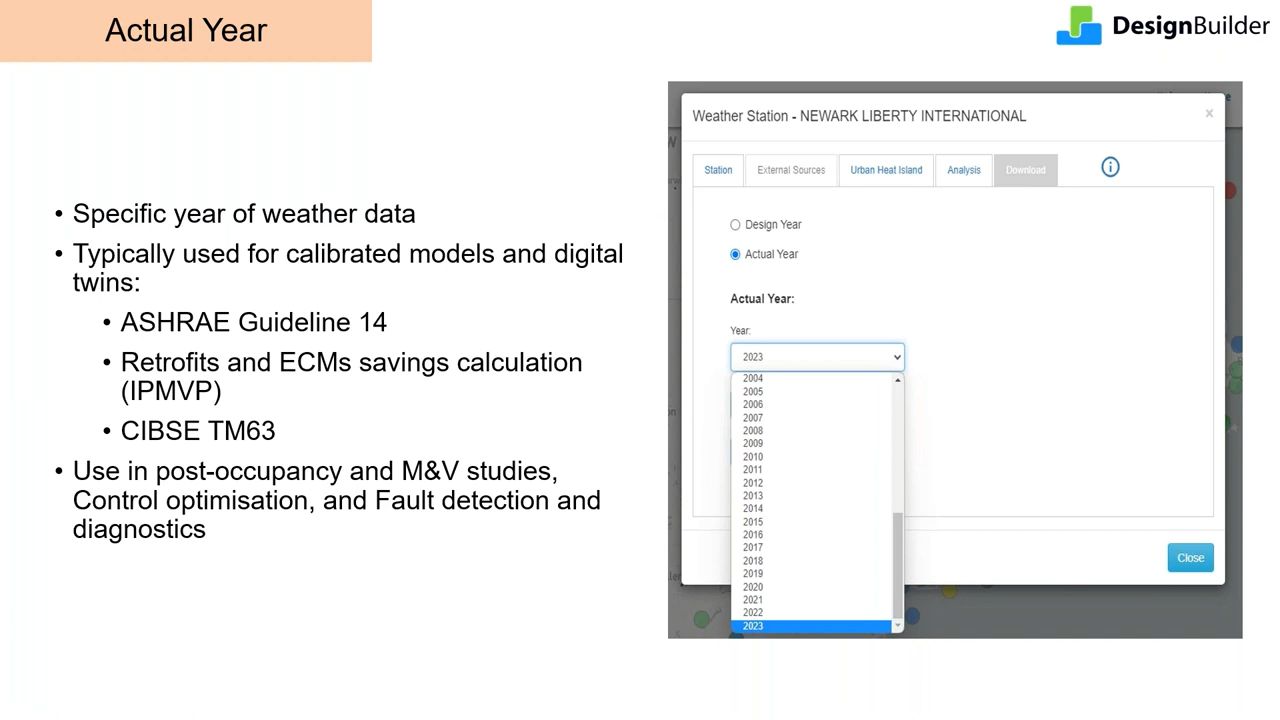 Actual Year
DesignBuilder
• Specific year of weather data
• Typically used for calibrated models and digital
twins:
• ASHRAE Guideline 14
• Retrofits and ECMs savings calculation
(IPMVP)
• CIBSE TM63
• Use in post-occupancy and M&V studies,
Control optimisation, and Fault detection and
diagnostics
Weather Station - NEWARK LIBERTY INTERNATIONAL
×
Station
External Sources
Urban Heat Island
Analysis
Download
i
Design Year
Actual Year
Actual Year:
Year:
2023
2004
2005
2006
2007
2008
2009
2010
2011
2012
2013
2014
2015
2016
2017
2018
2019
2020
2021
2022
2023
Close